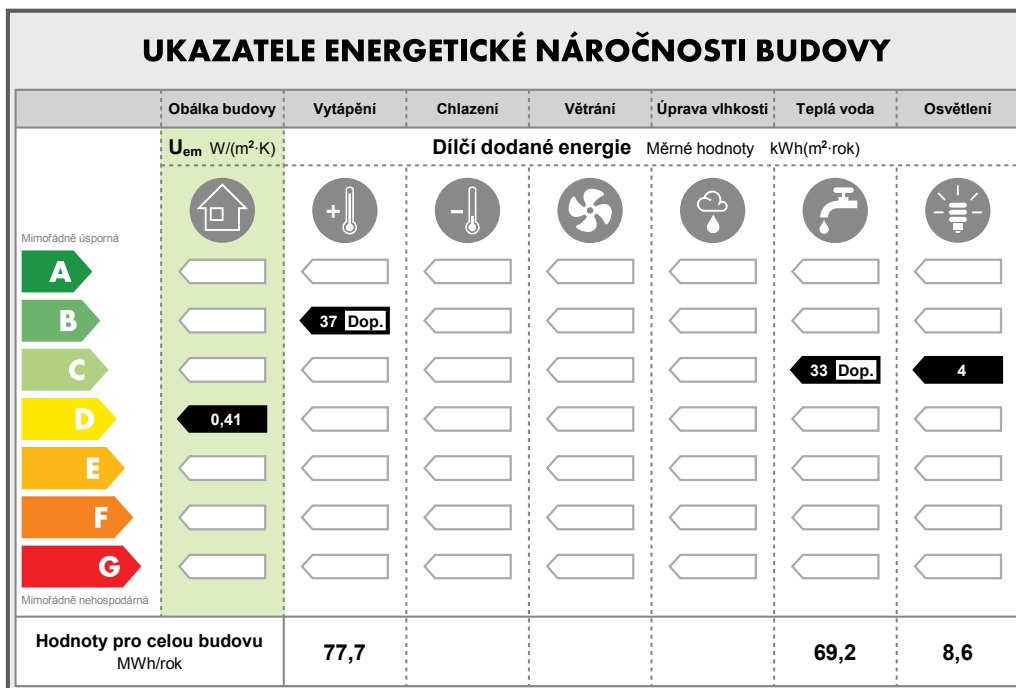 UKAZATELE ENERGETICKÉ NÁROČNOSTI BUDOVY
Obálka budovy Vytápění Chlazení Větrání Úprava vlhkosti Teplá voda Osvětlení
Uem W/(m²·K) Dílčí dodané energie Měrné hodnoty kWh(m²·rok)
Mimořádně úsporná
A
B 37 Dop.
C 33 Dop. 4
D 0,41
E
F
G
Mimořádně nehospodárná
Hodnoty pro celou budovu
MWh/rok 77,7 69,2 8,6